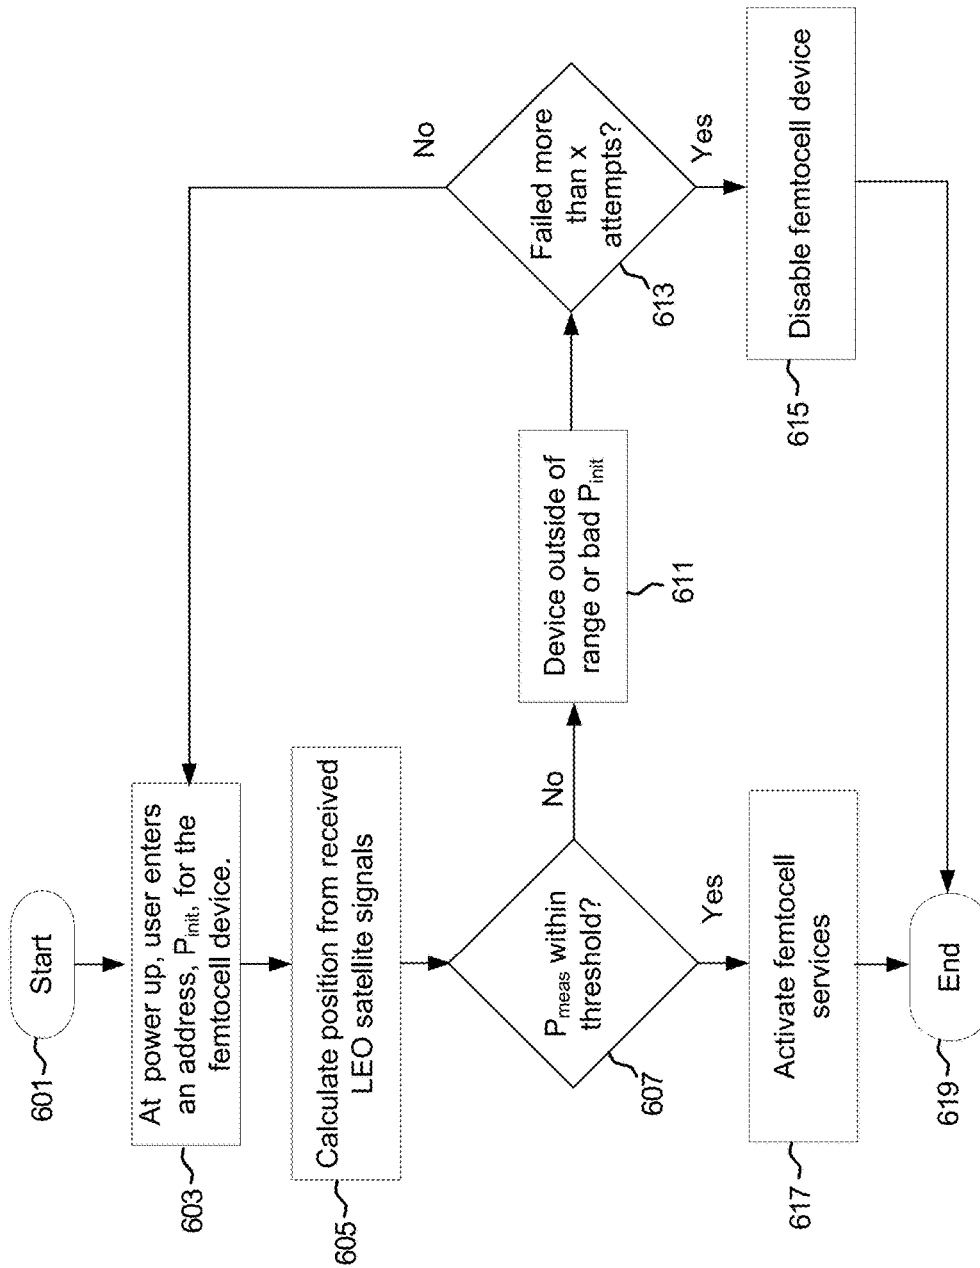 Start
601
At power up, user enters
an address, Pinit, for the
femtocell device.
603
Calculate position from received
LEO satellite signals
605
Pmeas within
threshold?
607
No
Yes
Device outside of
range or bad Pinit
611
Failed more
than x
attempts?
613
No
Yes
Disable femtocell device
615
Activate femtocell
services
617
End
619